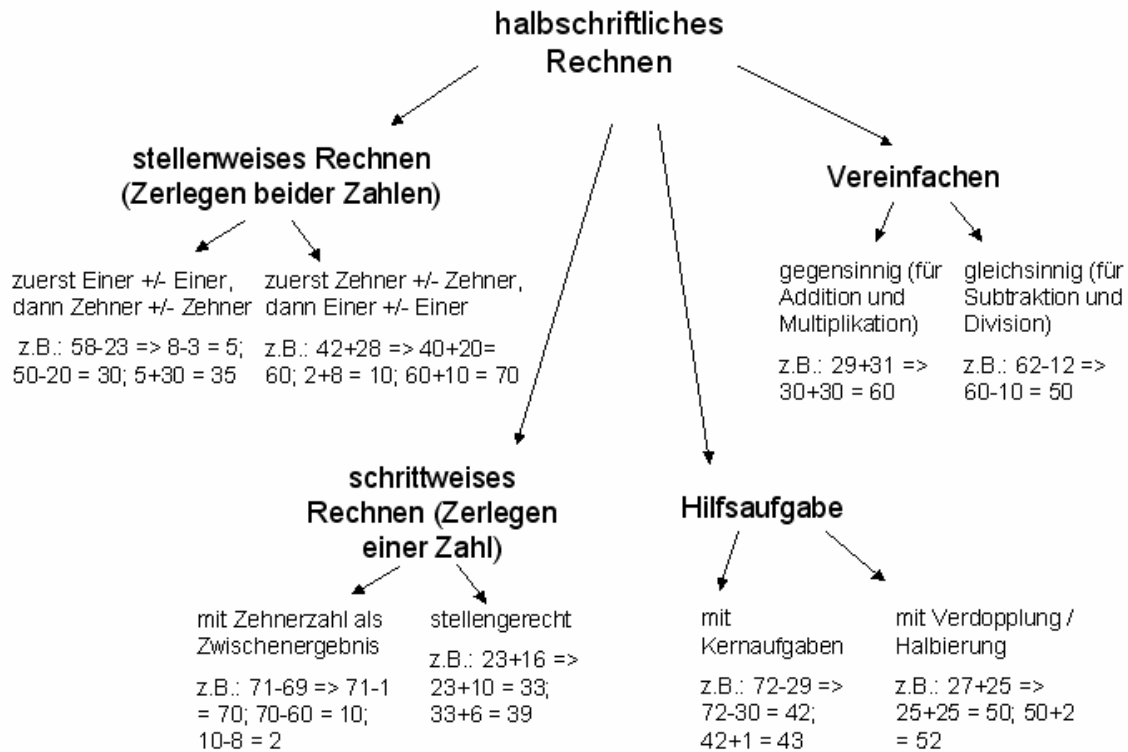 halbschriftliches
Rechnen
stellenweises Rechnen
(Zerlegen beider Zahlen)
zuerst Einer +/- Einer,
dann Zehner +/- Zehner
z.B.: 58-23 => 8-3 = 5;
50-20 = 30; 5+30 = 35
zuerst Zehner +/- Zehner,
dann Einer +/- Einer
z.B.: 42+28 => 40+20=
60; 2+8 = 10; 60+10 = 70
Vereinfachen
gegensinnig (für
Addition und
Multiplikation)
z.B.: 29+31 =>
30+30 = 60
gleichsinnig (für
Subtraktion und
Division)
z.B.: 62-12 =>
60-10 = 50
schrittweises
Rechnen (Zerlegen
einer Zahl)
mit Zehnerzahl als
Zwischenergebnis
z.B.: 71-69 => 71-1
= 70; 70-60 = 10;
10-8 = 2
stellengerecht
z.B.: 23+16 =>
23+10 = 33;
33+6 = 39
Hilfsaufgabe
mit
Kernaufgaben
z.B.: 72-29 =>
72-30 = 42;
42+1 = 43
mit Verdopplung /
Halbierung
z.B.: 27+25 =>
25+25 = 50; 50+2
= 52